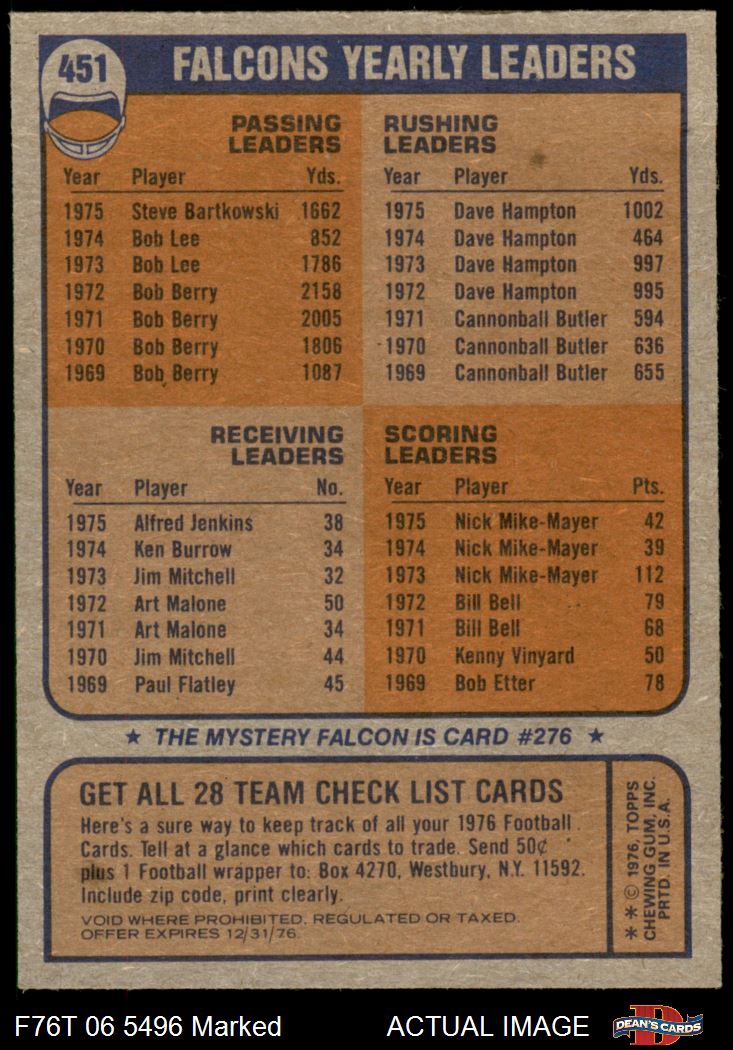 451
FALCONS YEARLY LEADERS
PASSING
LEADERS
Year Player Yds.
1975 Steve Bartkowski 1662
1974 Bob Lee 852
1973 Bob Lee 1786
1972 Bob Berry 2158
1971 Bob Berry 2005
1970 Bob Berry 1806
1969 Bob Berry 1087
RUSHING
LEADERS
Year Player Yds.
1975 Dave Hampton 1002
1974 Dave Hampton 464
1973 Dave Hampton 997
1972 Dave Hampton 995
1971 Cannonball Butler 594
1970 Cannonball Butler 636
1969 Cannonball Butler 655
RECEIVING
LEADERS
Year Player No.
1975 Alfred Jenkins 38
1974 Ken Burrow 34
1973 Jim Mitchell 32
1972 Art Malone 50
1971 Art Malone 34
1970 Jim Mitchell 44
1969 Paul Flatley 45
SCORING
LEADERS
Year Player Pts.
1975 Nick Mike-Mayer 42
1974 Nick Mike-Mayer 39
1973 Nick Mike-Mayer 112
1972 Bill Bell 79
1971 Bill Bell 68
1970 Kenny Vinyard 50
1969 Bob Etter 78
★ THE MYSTERY FALCON IS CARD #276 ★
GET ALL 28 TEAM CHECK LIST CARDS
Here's a sure way to keep track of all your 1976 Football
Cards. Tell at a glance which cards to trade. Send 50¢
plus 1 Football wrapper to: Box 4270, Westbury, N.Y. 11592.
Include zip code, print clearly.
VOID WHERE PROHIBITED, REGULATED OR TAXED.
OFFER EXPIRES 12/31/76.
** © 1976, TOPPS
CHEWING GUM, INC.
PRTD. IN U.S.A.
F76T 06 5496 Marked ACTUAL IMAGE
D
DEAN'S CARDS